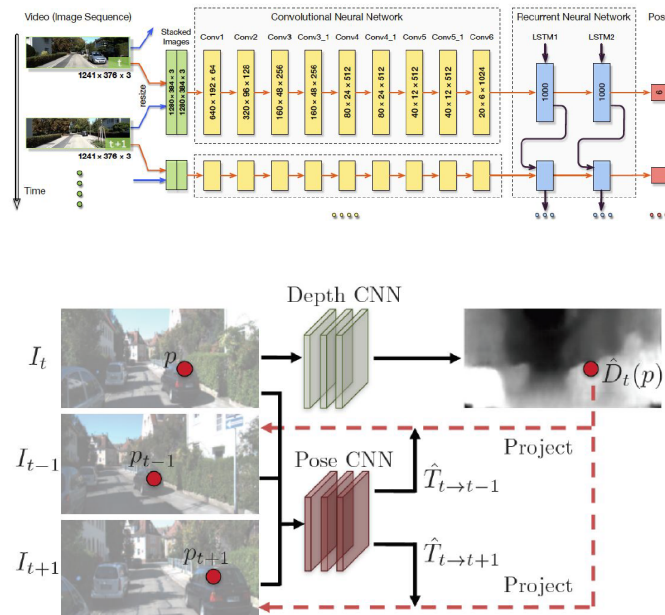 Video (Image Sequence)
Stacked Images
Convolutional Neural Network
Recurrent Neural Network
Conv1 Conv2 Conv3 Conv3_1 Conv4 Conv4_1 Conv5 Conv5_1 Conv6
LSTM1 LSTM2
t
1241 × 376 × 3
resize
1280 × 384 × 3
1280 × 384 × 3
640 × 192 × 64
320 × 96 × 128
160 × 48 × 256
160 × 48 × 256
80 × 24 × 512
80 × 24 × 512
40 × 12 × 512
40 × 12 × 512
20 × 6 × 1024
1000
1000
6
t+1
1241 × 376 × 3
Time
Depth CNN
I_t
p
D̂_t(p)
I_{t−1}
p_{t−1}
Pose CNN
Project
T̂_{t→t−1}
I_{t+1}
p_{t+1}
T̂_{t→t+1}
Project